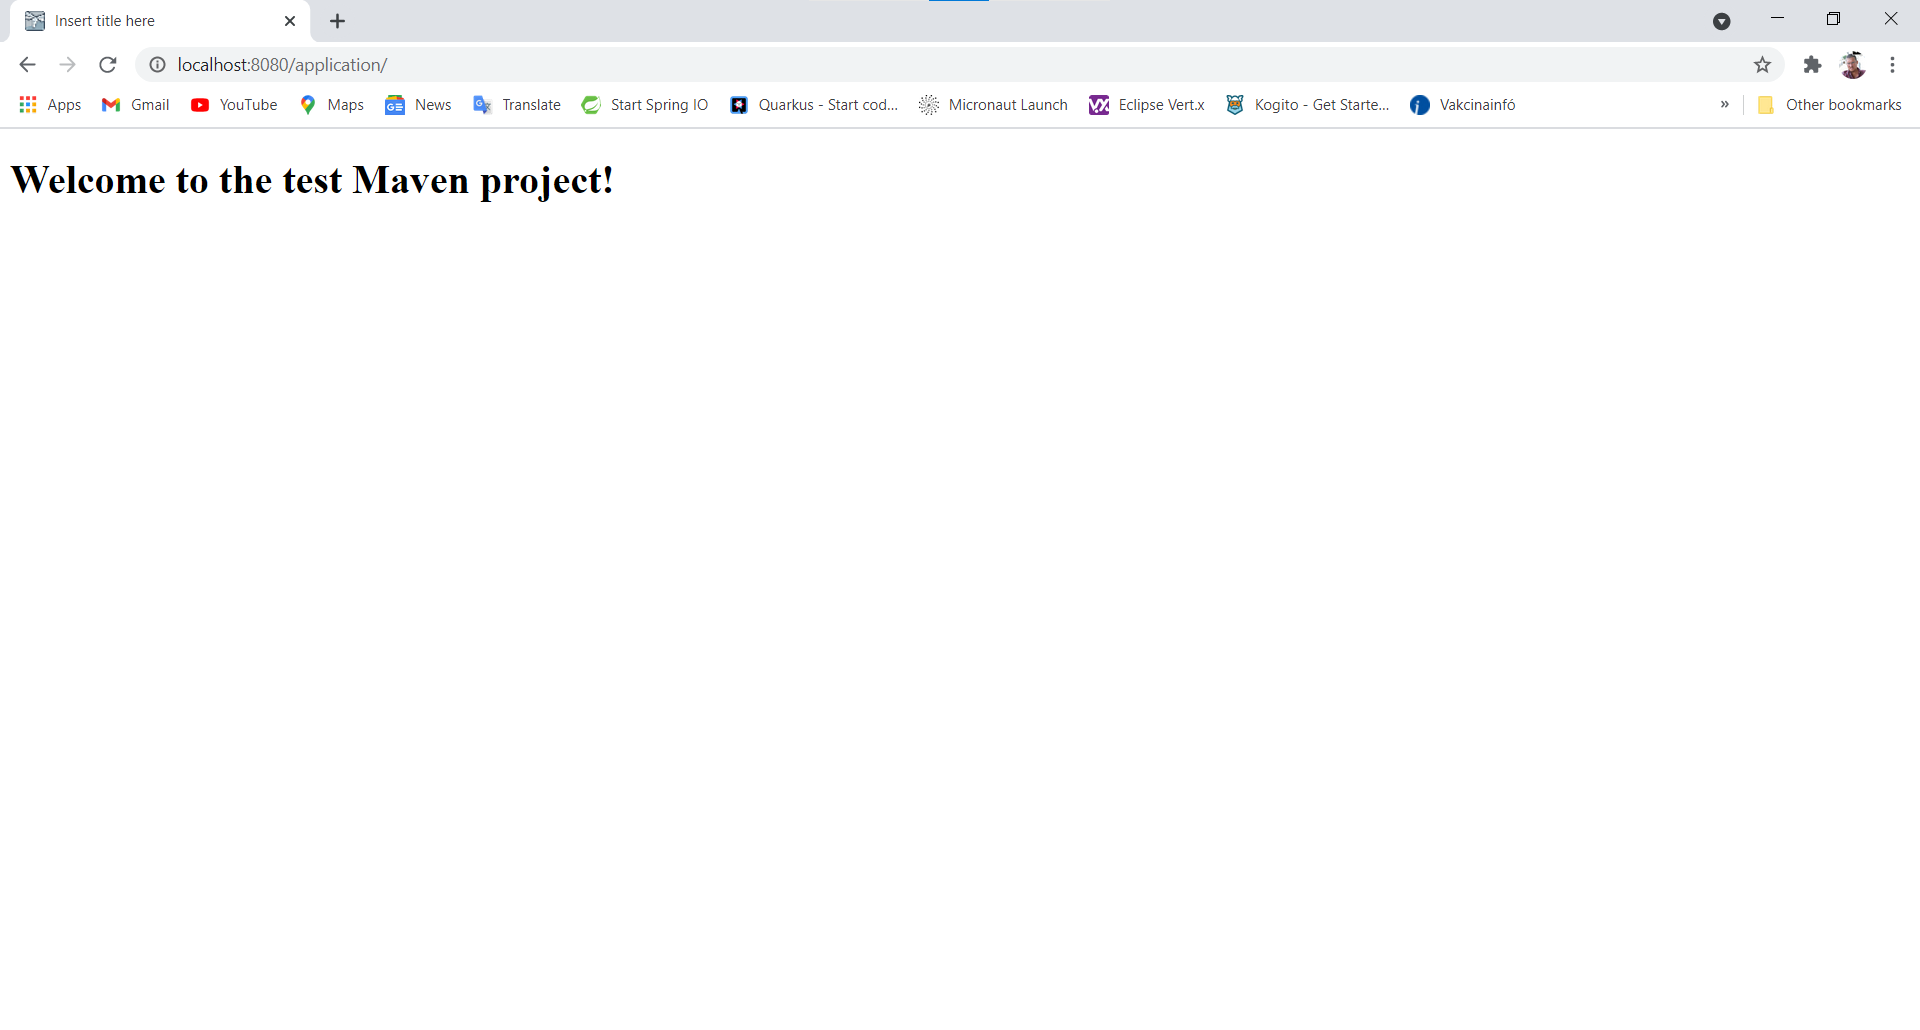 Insert title here
localhost:8080/application/
Apps Gmail YouTube Maps News Translate Start Spring IO Quarkus - Start cod... Micronaut Launch Eclipse Vert.x Kogito - Get Starte... Vakcinainfó » Other bookmarks
Welcome to the test Maven project!